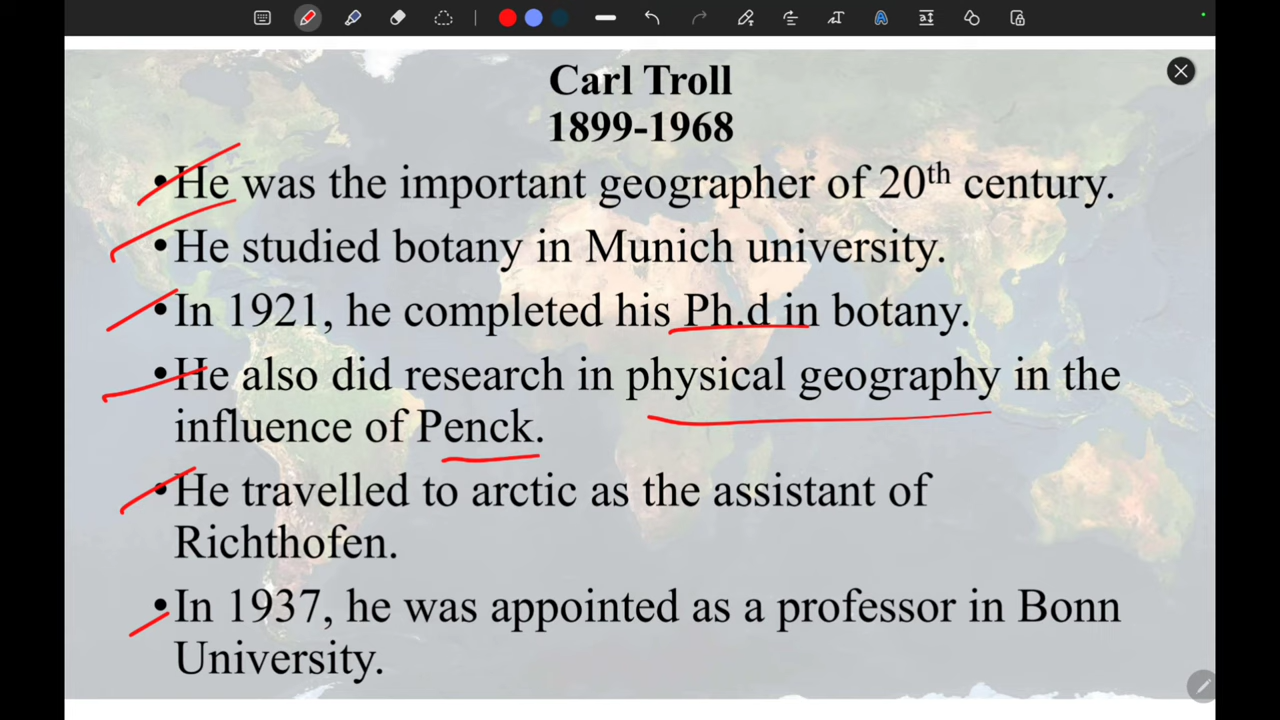 Carl Troll
1899-1968
•He was the important geographer of 20th century.
•He studied botany in Munich university.
•In 1921, he completed his Ph.d in botany.
•He also did research in physical geography in the
influence of Penck.
•He travelled to arctic as the assistant of
Richthofen.
•In 1937, he was appointed as a professor in Bonn
University.